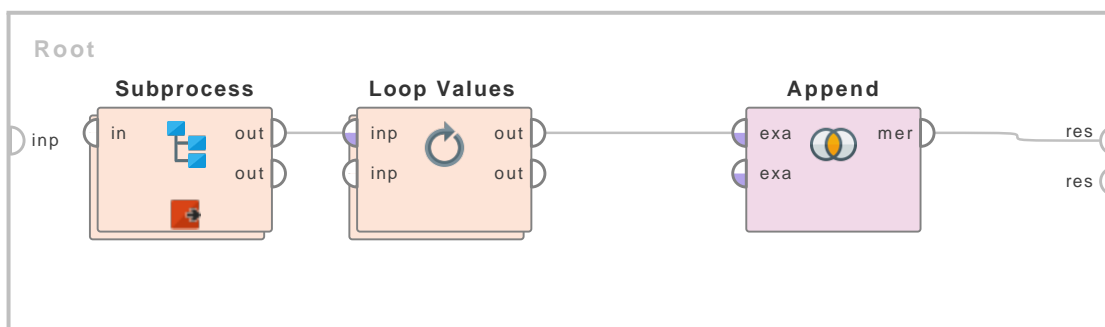 Root
Subprocess Loop Values Append
inp in out inp out exa mer res
out inp out exa res